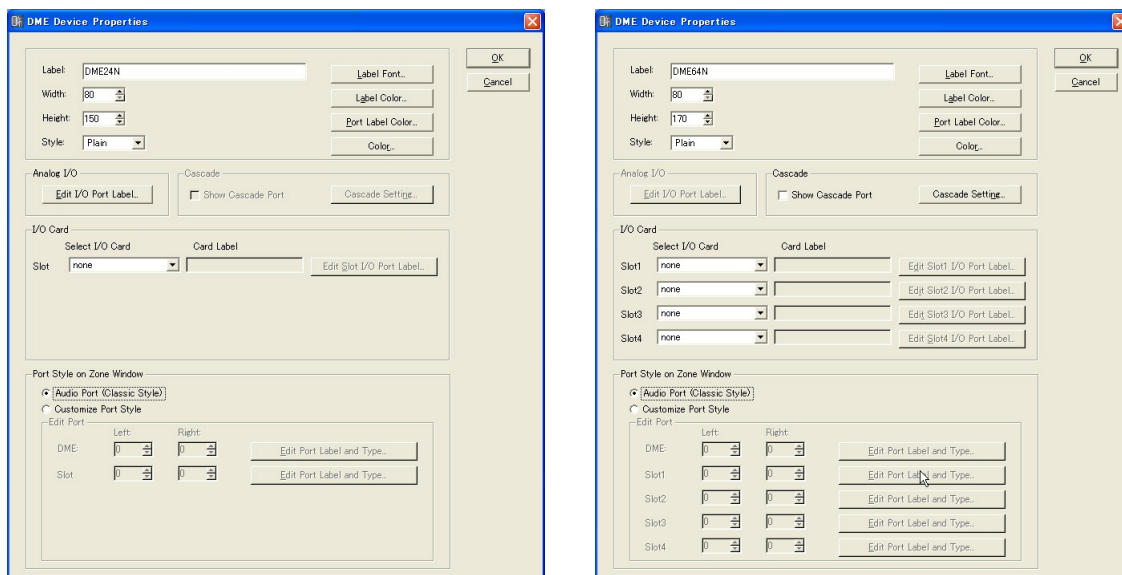 DME Device Properties
OK
Cancel
Label: DME24N
Label Font..
Width: 80
Label Color...
Height: 150
Port Label Color...
Style: Plain
Color..
Analog I/O
Edit I/O Port Label..
Cascade
Show Cascade Port
Cascade Setting...
I/O Card
Select I/O Card Card Label
Slot none Edit Slot I/O Port Label..
Port Style on Zone Window
Audio Port (Classic Style)
Customize Port Style
Edit Port
Left: Right:
DME: 0 0 Edit Port Label and Type..
Slot 0 0 Edit Port Label and Type..
DME Device Properties
OK
Cancel
Label: DME64N
Label Font..
Width: 80
Label Color...
Height: 170
Port Label Color...
Style: Plain
Color..
Analog I/O
Edit I/O Port Label..
Cascade
Show Cascade Port
Cascade Setting...
I/O Card
Select I/O Card Card Label
Slot1 none Edit Slot1 I/O Port Label..
Slot2 none Edit Slot2 I/O Port Label..
Slot3 none Edit Slot3 I/O Port Label..
Slot4 none Edit Slot4 I/O Port Label..
Port Style on Zone Window
Audio Port (Classic Style)
Customize Port Style
Edit Port
Left: Right:
DME: 0 0 Edit Port Label and Type..
Slot1 0 0 Edit Port Label and Type..
Slot2 0 0 Edit Port Label and Type..
Slot3 0 0 Edit Port Label and Type..
Slot4 0 0 Edit Port Label and Type..